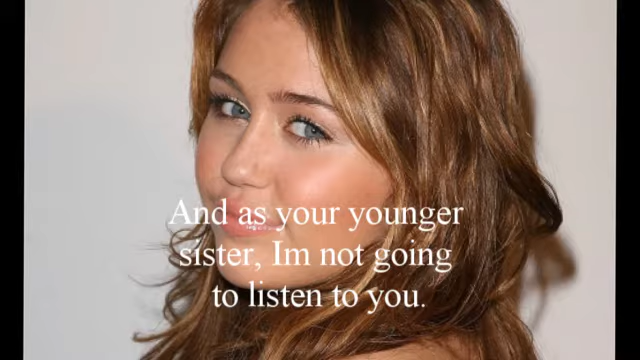 And as your younger
sister, Im not going
to listen to you.